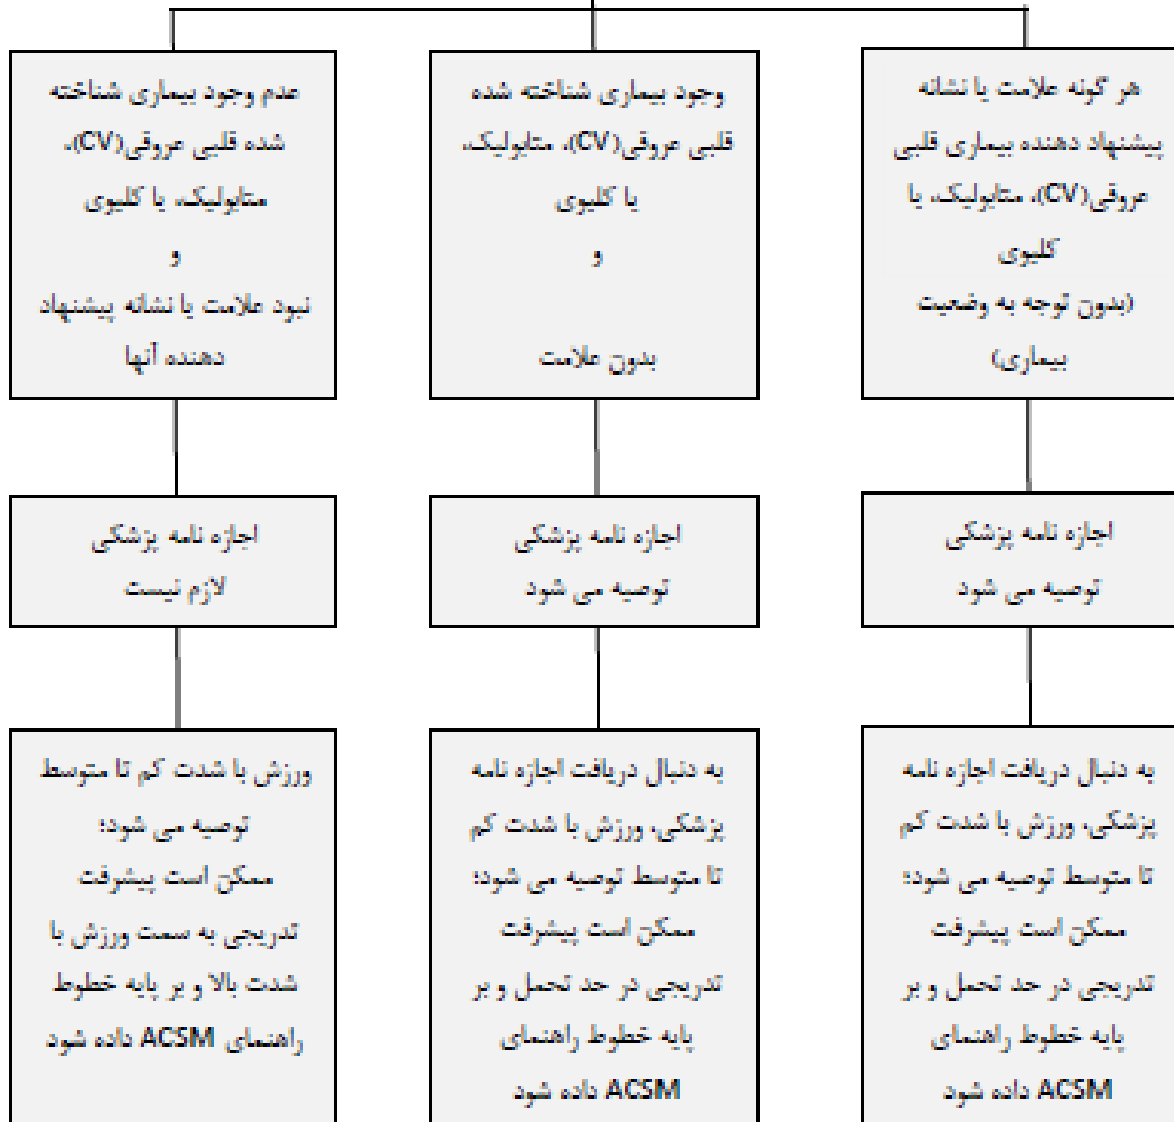 هر گونه علامت یا نشانه
پیشنهاد دهنده بیماری قلبی
عروقی(CV)، متابولیک، یا
کلیوی
(بدون توجه به وضعیت
بیماری)
وجود بیماری شناخته شده
قلبی عروقی(CV)، متابولیک،
یا کلیوی
و
بدون علامت
عدم وجود بیماری شناخته
شده قلبی عروقی(CV)،
متابولیک، یا کلیوی
و
نبود علامت یا نشانه پیشنهاد
دهنده آنها
اجازه نامه پزشکی
توصیه می شود
اجازه نامه پزشکی
توصیه می شود
اجازه نامه پزشکی
لازم نیست
به دنبال دریافت اجازه نامه
پزشکی، ورزش با شدت کم
تا متوسط توصیه می شود؛
ممکن است پیشرفت
تدریجی در حد تحمل و بر
پایه خطوط راهنمای
ACSM داده شود
به دنبال دریافت اجازه نامه
پزشکی، ورزش با شدت کم
تا متوسط توصیه می شود؛
ممکن است پیشرفت
تدریجی در حد تحمل و بر
پایه خطوط راهنمای
ACSM داده شود
ورزش با شدت کم تا متوسط
توصیه می شود؛
ممکن است پیشرفت
تدریجی به سمت ورزش با
شدت بالا و بر پایه خطوط
راهنمای ACSM داده شود